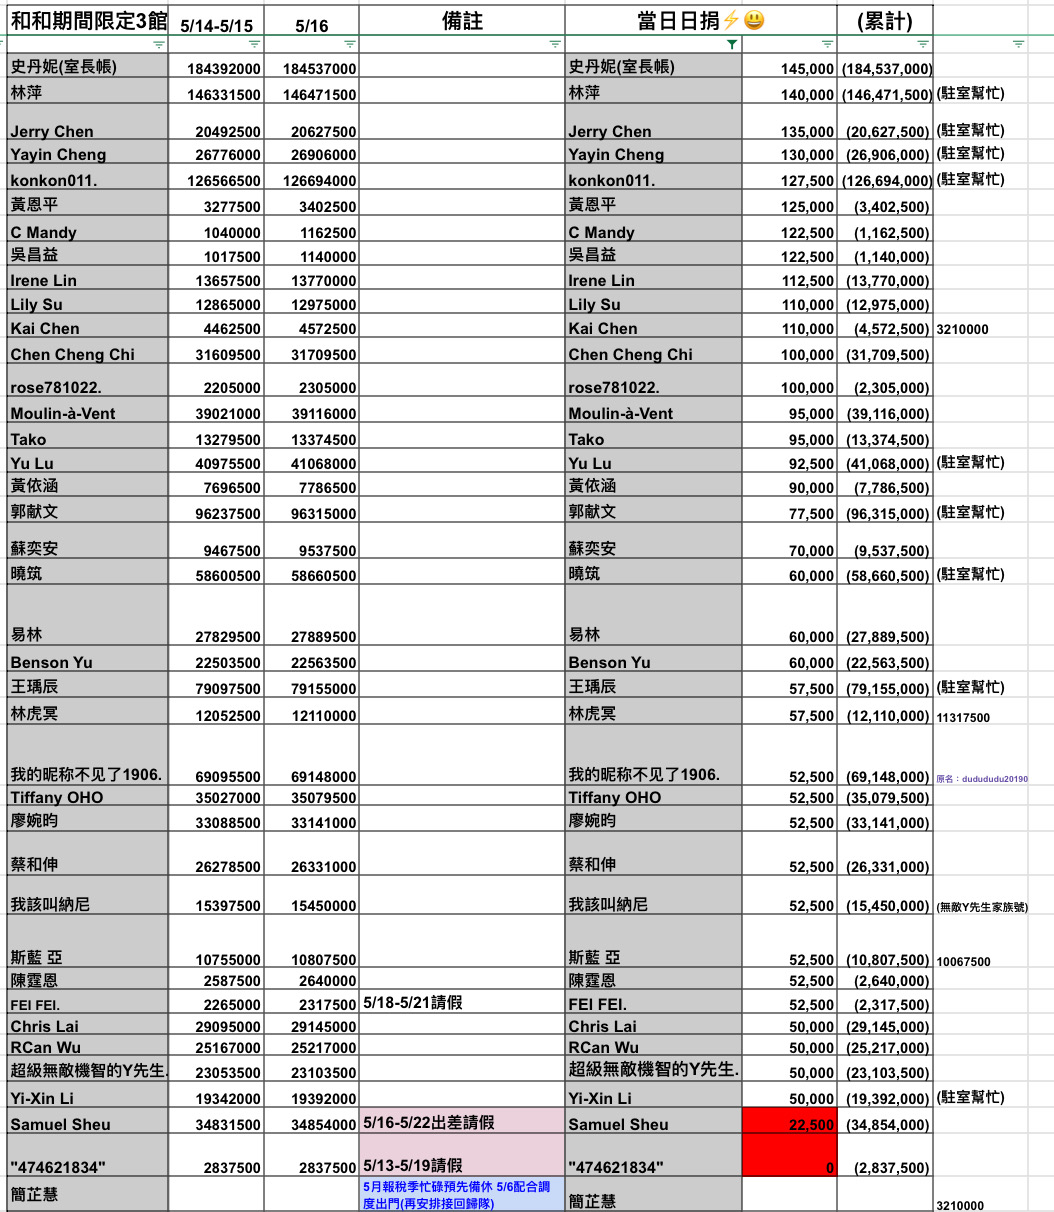 和和期間限定3館 5/14-5/15 5/16 備註 當日日捐⚡😃 (累計)
史丹妮(室長帳) 184392000 184537000 史丹妮(室長帳) 145,000 (184,537,000)
林萍 146331500 146471500 林萍 140,000 (146,471,500) (駐室幫忙)
Jerry Chen 20492500 20627500 Jerry Chen 135,000 (20,627,500) (駐室幫忙)
Yayin Cheng 26776000 26906000 Yayin Cheng 130,000 (26,906,000) (駐室幫忙)
konkon011. 126566500 126694000 konkon011. 127,500 (126,694,000) (駐室幫忙)
黃恩平 3277500 3402500 黃恩平 125,000 (3,402,500)
C Mandy 1040000 1162500 C Mandy 122,500 (1,162,500)
吳昌益 1017500 1140000 吳昌益 122,500 (1,140,000)
Irene Lin 13657500 13770000 Irene Lin 112,500 (13,770,000)
Lily Su 12865000 12975000 Lily Su 110,000 (12,975,000)
Kai Chen 4462500 4572500 Kai Chen 110,000 (4,572,500) 3210000
Chen Cheng Chi 31609500 31709500 Chen Cheng Chi 100,000 (31,709,500)
rose781022. 2205000 2305000 rose781022. 100,000 (2,305,000)
Moulin-à-Vent 39021000 39116000 Moulin-à-Vent 95,000 (39,116,000)
Tako 13279500 13374500 Tako 95,000 (13,374,500)
Yu Lu 40975500 41068000 Yu Lu 92,500 (41,068,000) (駐室幫忙)
黃依涵 7696500 7786500 黃依涵 90,000 (7,786,500)
郭献文 96237500 96315000 郭献文 77,500 (96,315,000) (駐室幫忙)
蘇奕安 9467500 9537500 蘇奕安 70,000 (9,537,500)
曉筑 58600500 58660500 曉筑 60,000 (58,660,500) (駐室幫忙)
易林 27829500 27889500 易林 60,000 (27,889,500)
Benson Yu 22503500 22563500 Benson Yu 60,000 (22,563,500)
王瑀辰 79097500 79155000 王瑀辰 57,500 (79,155,000) (駐室幫忙)
林虎冥 12052500 12110000 林虎冥 57,500 (12,110,000) 11317500
我的昵称不见了1906. 69095500 69148000 我的昵称不见了1906. 52,500 (69,148,000) 原名：dudududu20190
Tiffany OHO 35027000 35079500 Tiffany OHO 52,500 (35,079,500)
廖婉昀 33088500 33141000 廖婉昀 52,500 (33,141,000)
蔡和伸 26278500 26331000 蔡和伸 52,500 (26,331,000)
我該叫納尼 15397500 15450000 我該叫納尼 52,500 (15,450,000) (無敵Y先生家族號)
斯藍 亞 10755000 10807500 斯藍 亞 52,500 (10,807,500) 10067500
陳霆恩 2587500 2640000 陳霆恩 52,500 (2,640,000)
FEI FEI. 2265000 2317500 5/18-5/21請假 FEI FEI. 52,500 (2,317,500)
Chris Lai 29095000 29145000 Chris Lai 50,000 (29,145,000)
RCan Wu 25167000 25217000 RCan Wu 50,000 (25,217,000)
超級無敵機智的Y先生. 23053500 23103500 超級無敵機智的Y先生. 50,000 (23,103,500)
Yi-Xin Li 19342000 19392000 Yi-Xin Li 50,000 (19,392,000) (駐室幫忙)
Samuel Sheu 34831500 34854000 5/16-5/22出差請假 Samuel Sheu 22,500 (34,854,000)
"474621834" 2837500 2837500 5/13-5/19請假 "474621834" 0 (2,837,500)
簡芷慧 5月報稅季忙碌預先備休 5/6配合調 簡芷慧 3210000
度出門(再安排接回歸隊)